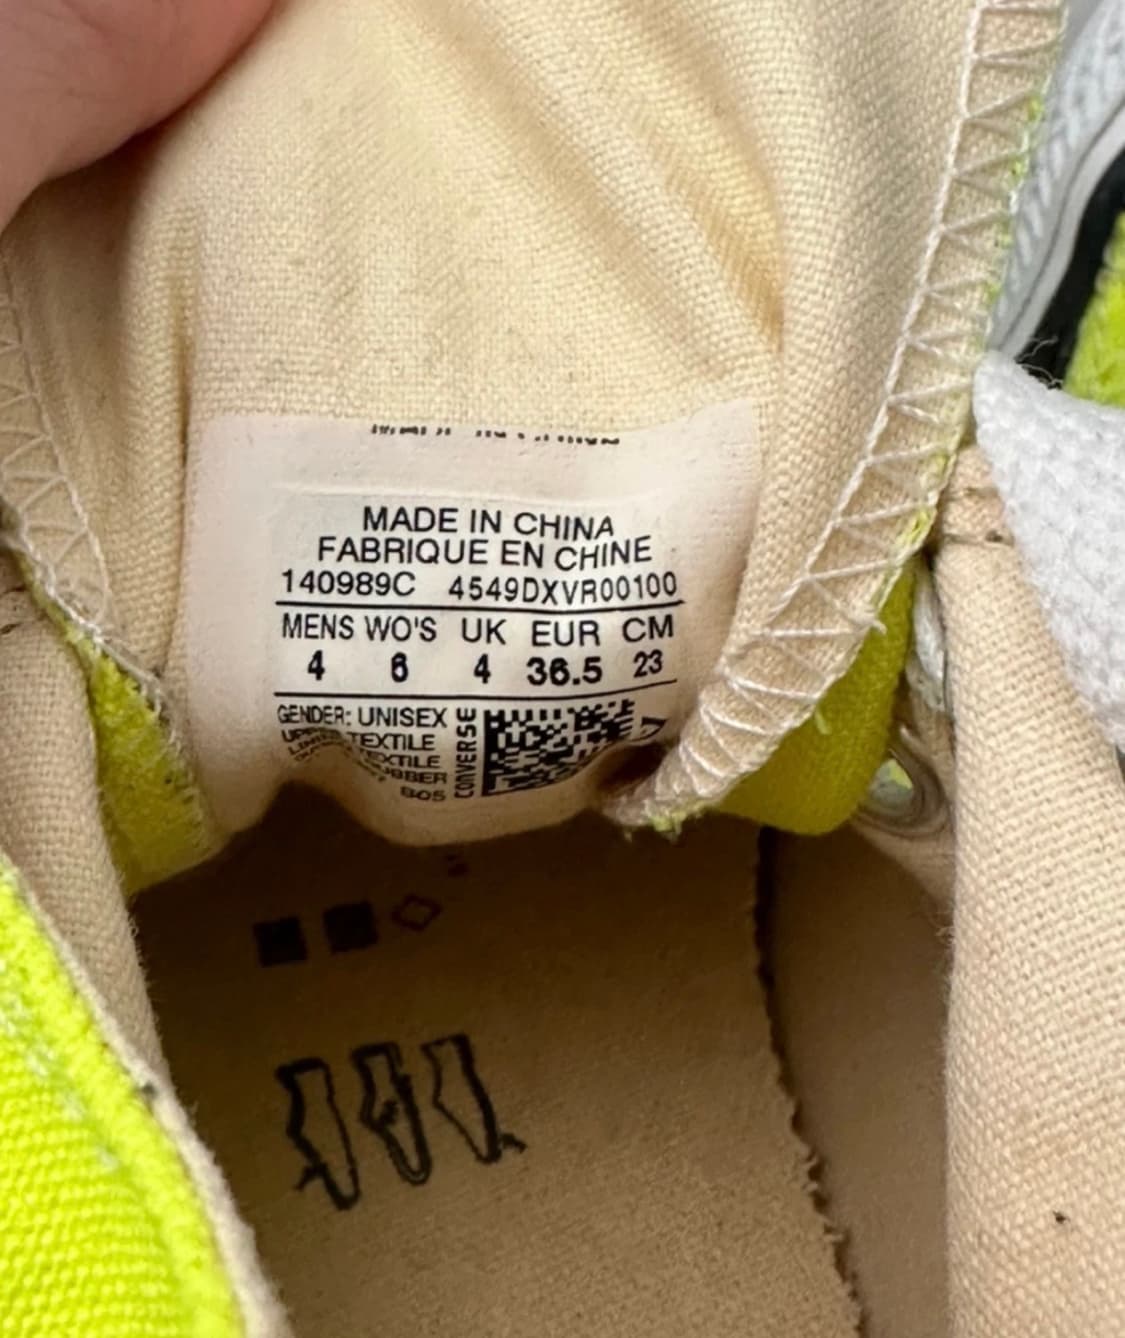 MADE IN CHINA
FABRIQUE EN CHINE
140989C 4549DXVR00100
MENS WO'S UK EUR CM
4 6 4 36.5 23
GENDER: UNISEX
TEXTILE
TEXTILE
B05
CONVERSE